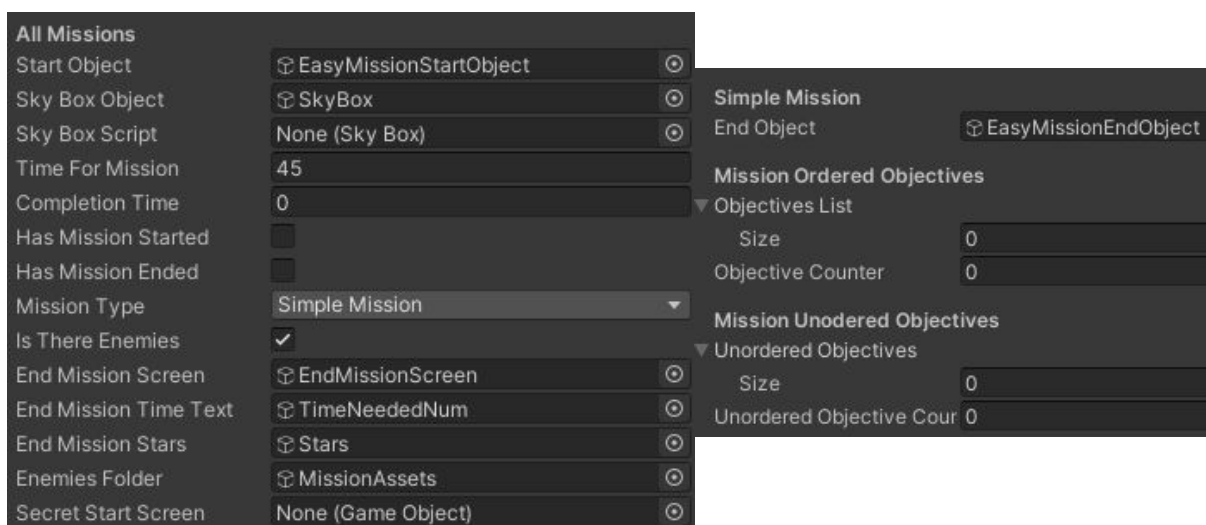 All Missions
Start Object EasyMissionStartObject
Sky Box Object SkyBox
Sky Box Script None (Sky Box)
Time For Mission 45
Completion Time 0
Has Mission Started
Has Mission Ended
Mission Type Simple Mission
Is There Enemies
End Mission Screen EndMissionScreen
End Mission Time Text TimeNeededNum
End Mission Stars Stars
Enemies Folder MissionAssets
Secret Start Screen None (Game Object)
Simple Mission
End Object EasyMissionEndObject
Mission Ordered Objectives
Objectives List
Size 0
Objective Counter 0
Mission Unodered Objectives
Unordered Objectives
Size 0
Unordered Objective Cour 0